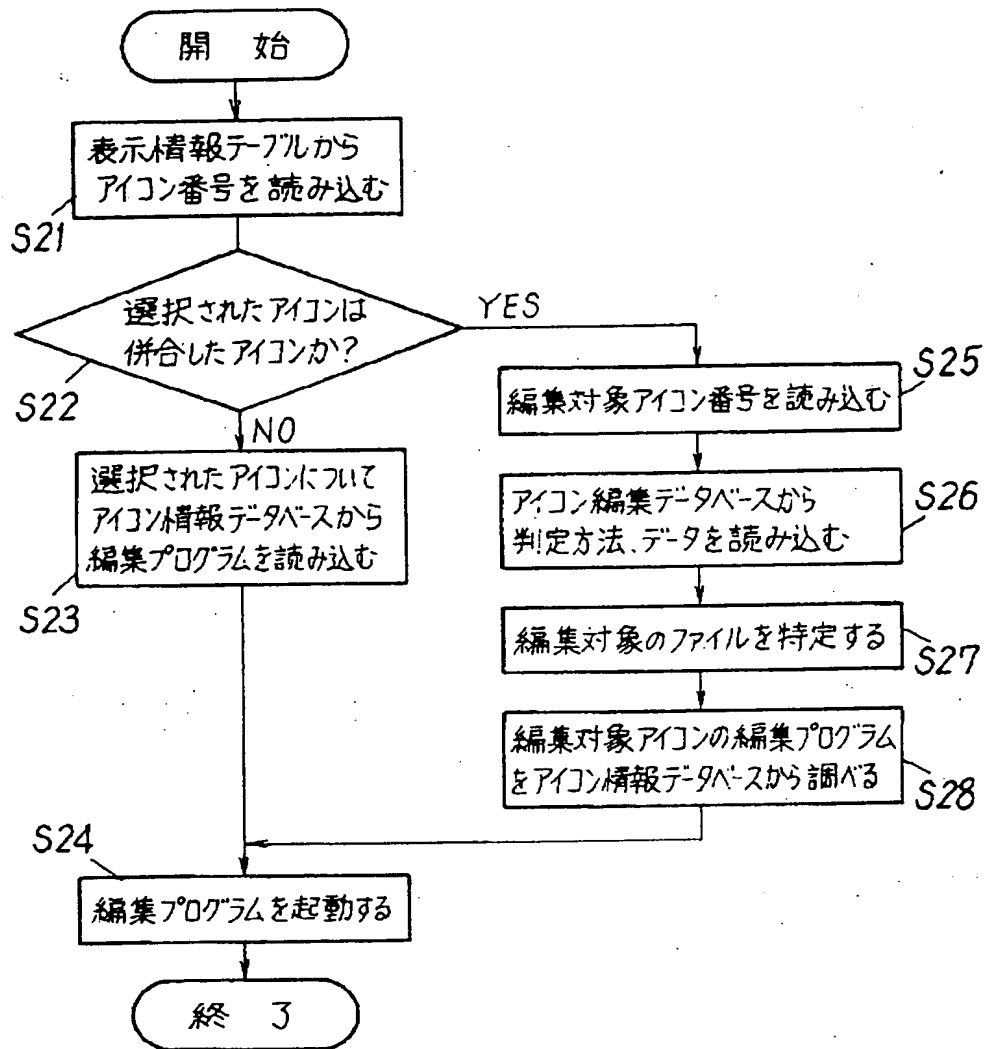 開 始
表示情報テーブルから
アイコン番号を読み込む
S21
選択されたアイコンは
併合したアイコンか?
S22
YES
NO
選択されたアイコンについて
アイコン情報データベースから
編集プログラムを読み込む
S23
編集対象アイコン番号を読み込む
S25
アイコン編集データベースから
判定方法、データを読み込む
S26
編集対象のファイルを特定する
S27
編集対象アイコンの編集プログラム
をアイコン情報データベースから調べる
S28
S24
編集プログラムを起動する
終 了